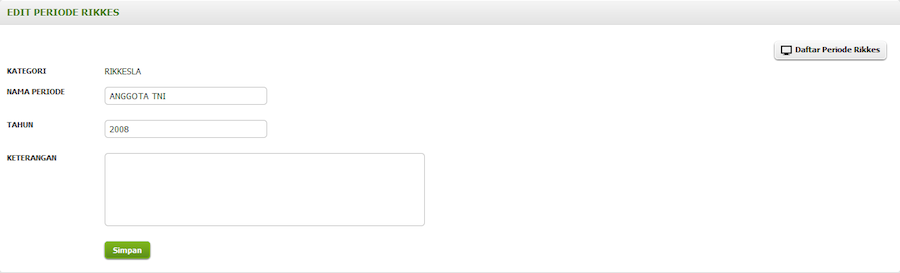 EDIT PERIODE RIKKES
Daftar Periode Rikkes
KATEGORI RIKKESLA
NAMA PERIODE ANGGOTA TNI
TAHUN 2008
KETERANGAN
Simpan